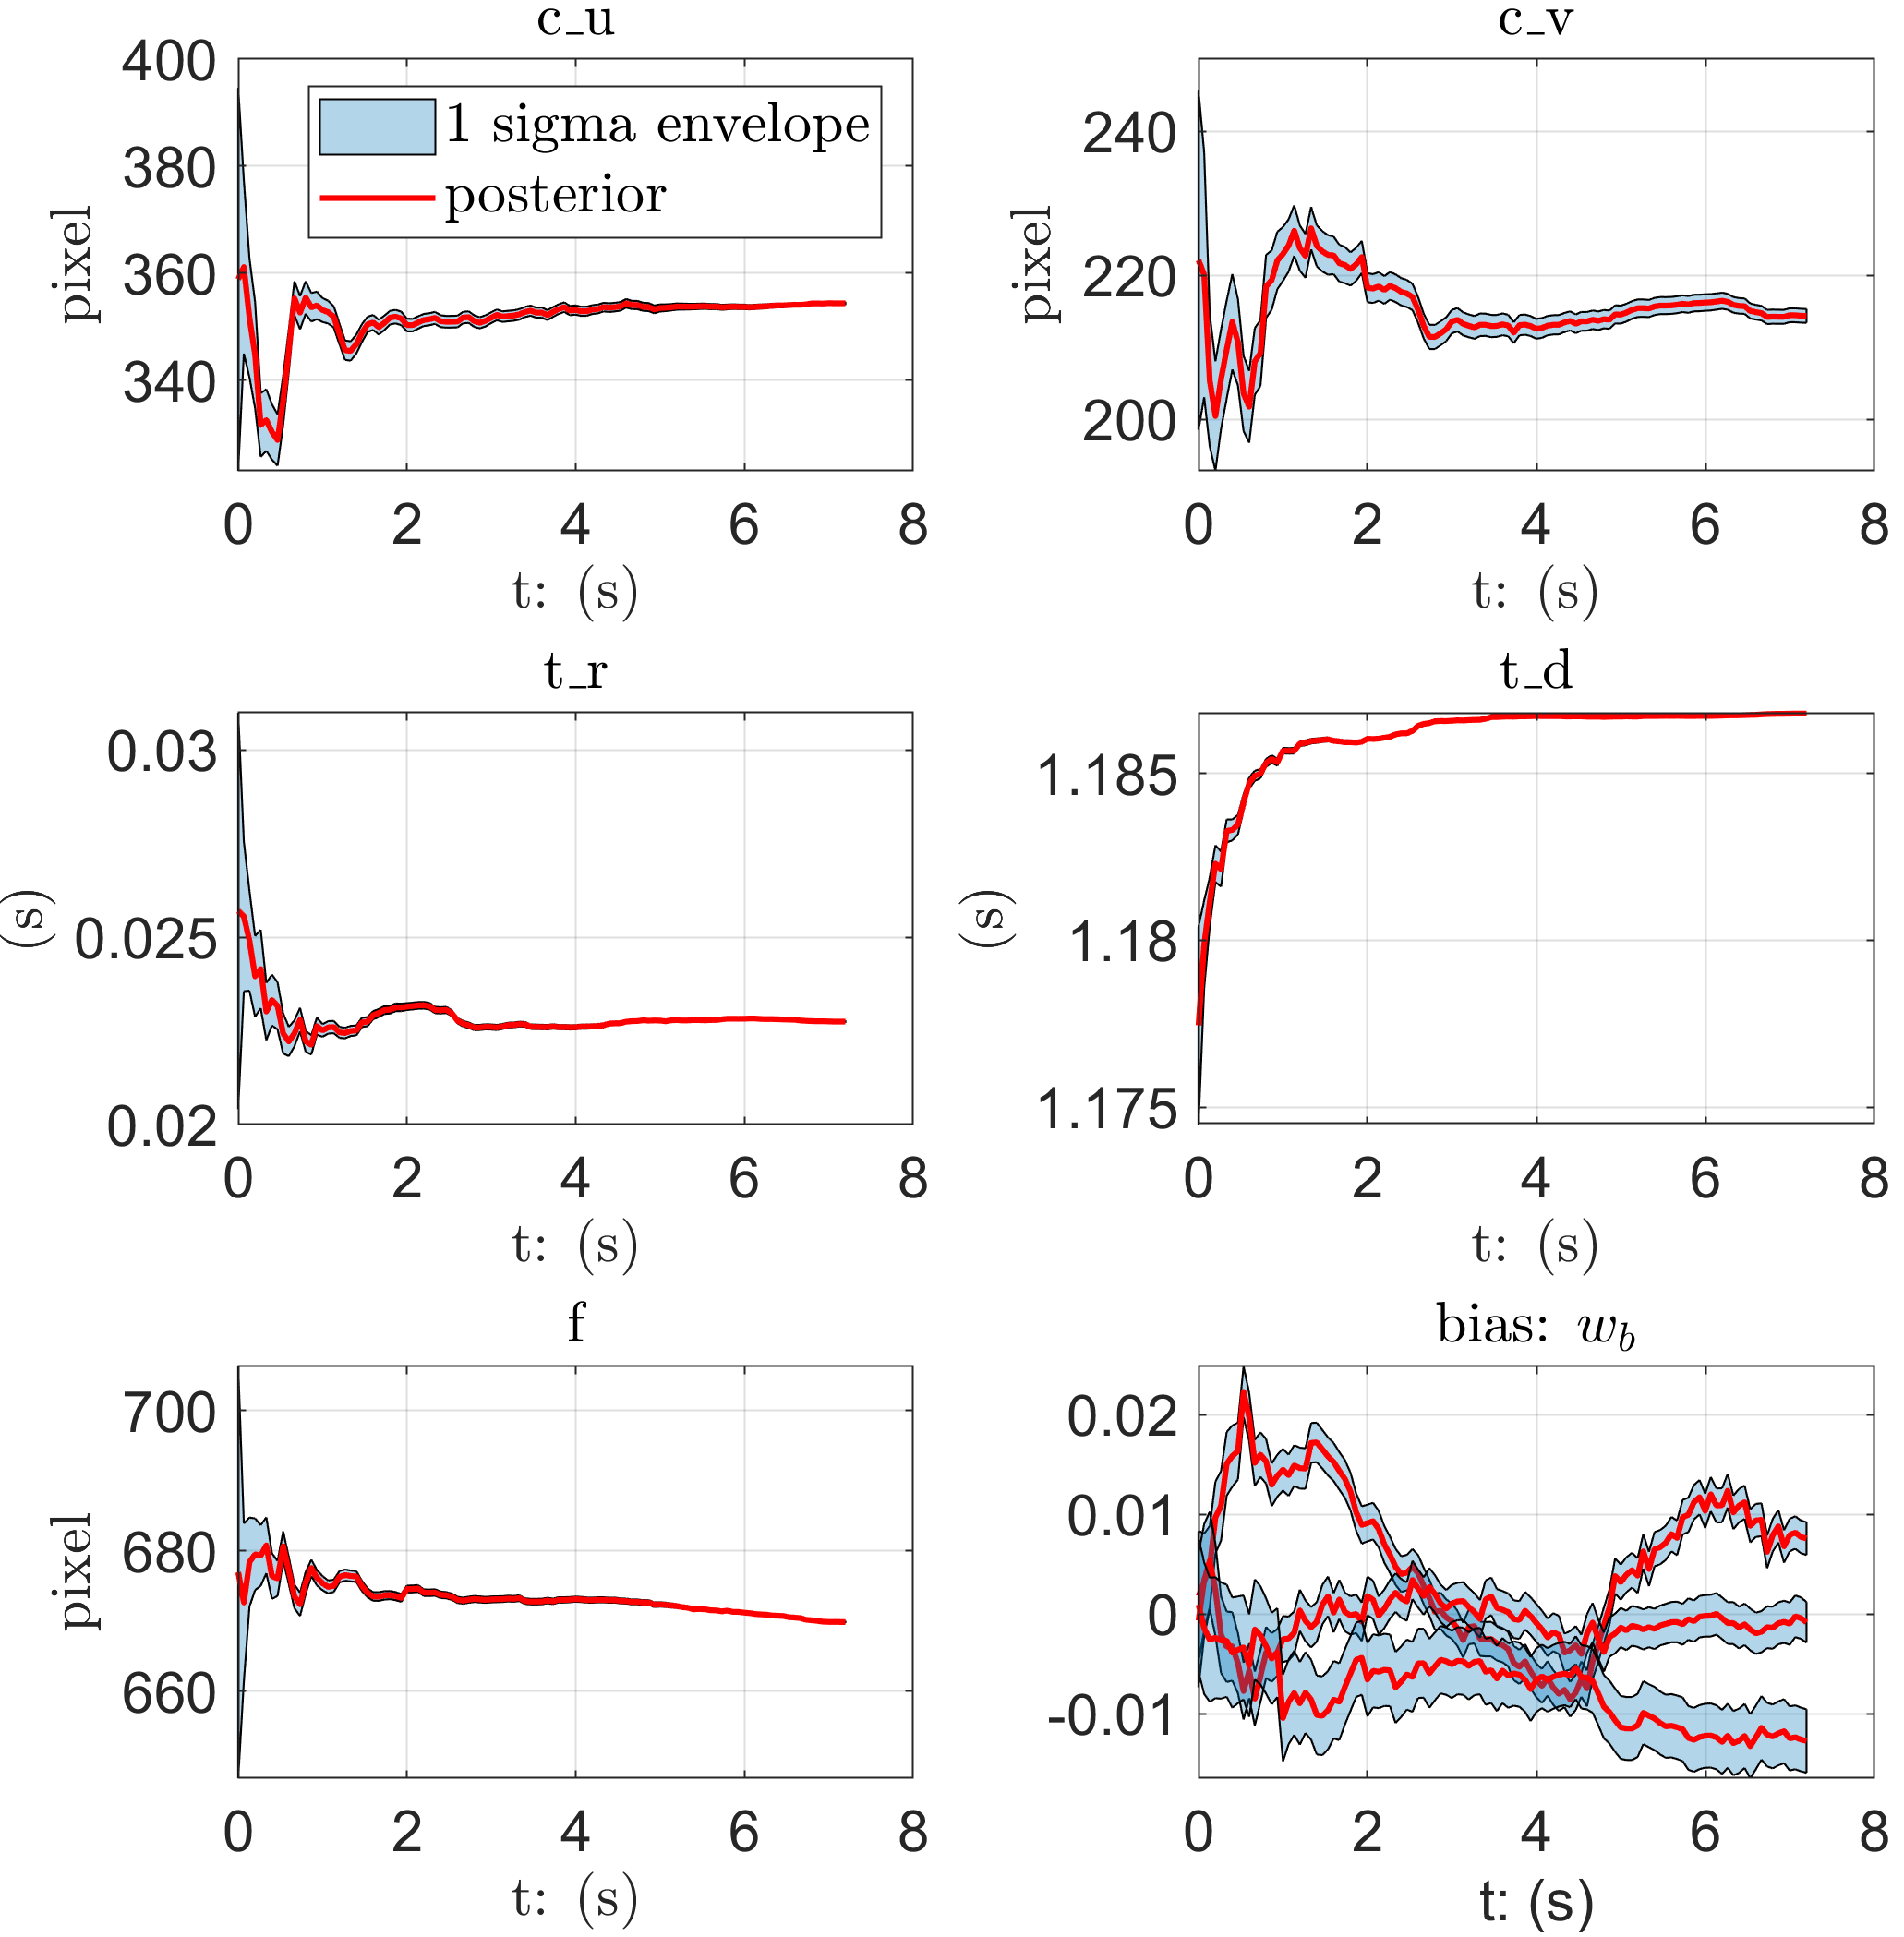 c_u
400
380
360
340
pixel
1 sigma envelope
posterior
0 2 4 6 8
t: (s)
c_v
240
220
200
pixel
0 2 4 6 8
t: (s)
t_r
0.03
0.025
0.02
(s)
0 2 4 6 8
t: (s)
t_d
1.185
1.18
1.175
(s)
0 2 4 6 8
t: (s)
f
700
680
660
pixel
0 2 4 6 8
t: (s)
bias: w_b
0.02
0.01
0
-0.01
0 2 4 6 8
t: (s)